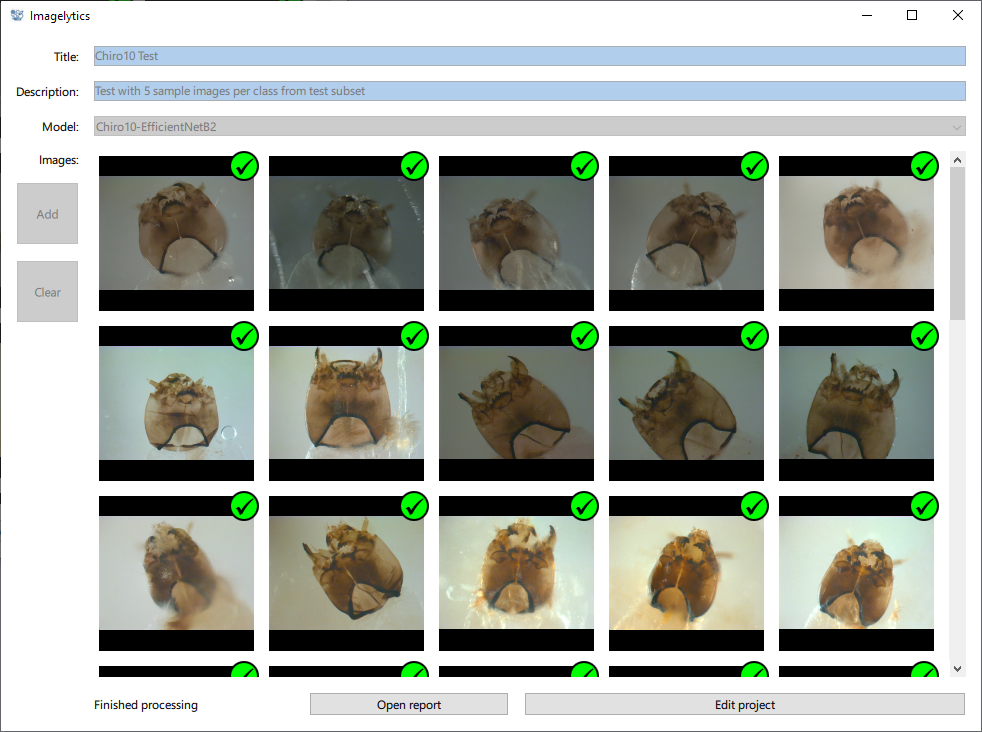 Imagelytics
Title: Chiro10 Test
Description: Test with 5 sample images per class from test subset
Model: Chiro10-EfficientNetB2
Images:
Add
Clear
Finished processing Open report Edit project